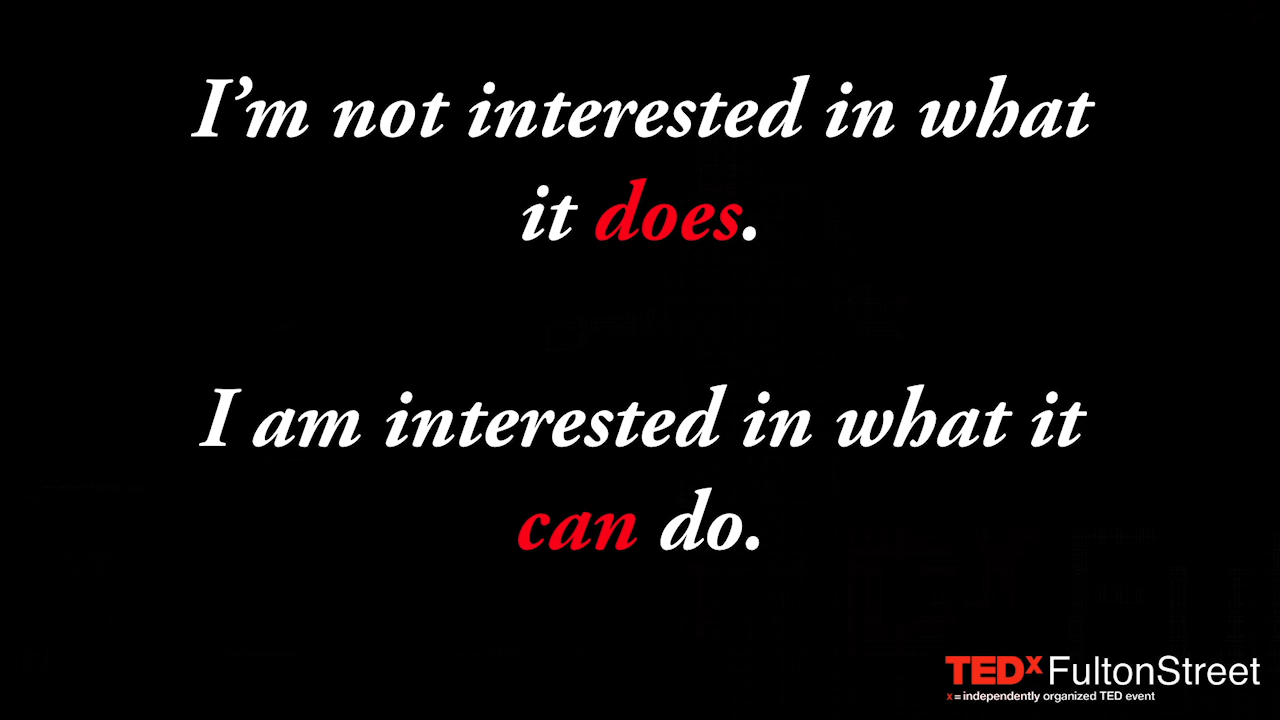 I'm not interested in what
it does.
I am interested in what it
can do.
TEDx FultonStreet
x = independently organized TED event